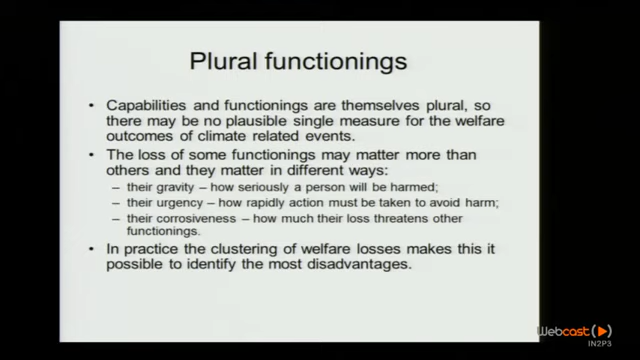 Plural functionings
• Capabilities and functionings are themselves plural, so
there may be no plausible single measure for the welfare
outcomes of climate related events.
• The loss of some functionings may matter more than
others and they matter in different ways:
– their gravity – how seriously a person will be harmed;
– their urgency – how rapidly action must be taken to avoid harm;
– their corrosiveness – how much their loss threatens other
functionings.
• In practice the clustering of welfare losses makes this it
possible to identify the most disadvantages.
Webcast
IN2P3